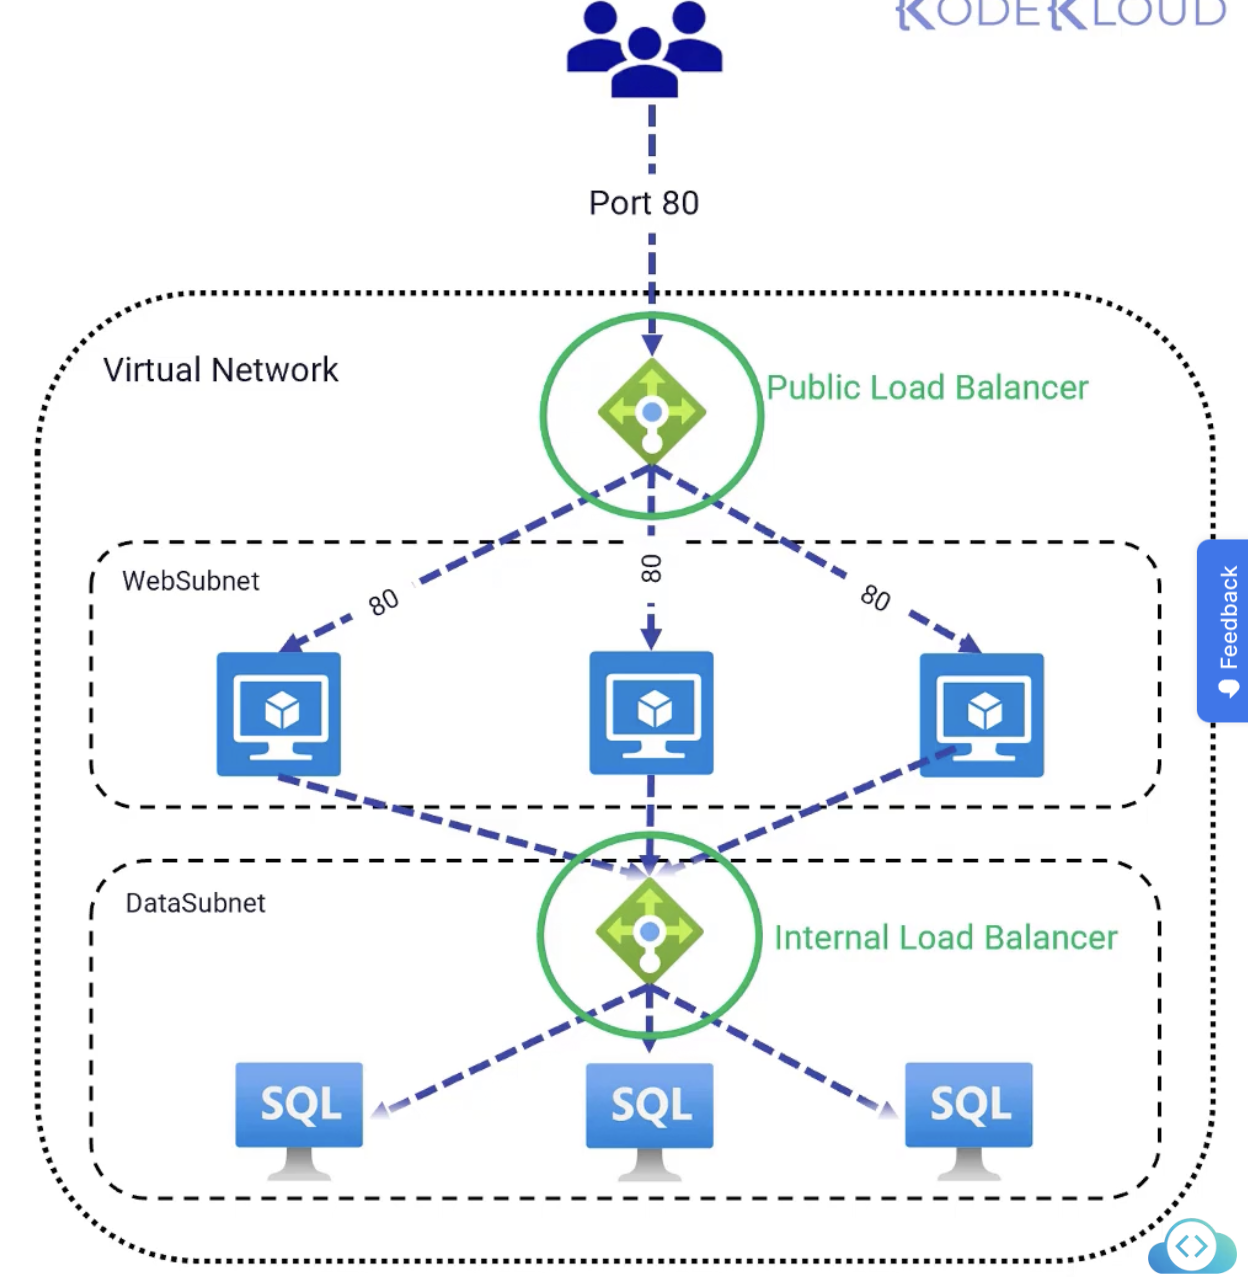 KODEKLOUD
Port 80
Virtual Network
Public Load Balancer
WebSubnet
80
80
80
Feedback
DataSubnet
Internal Load Balancer
SQL
SQL
SQL